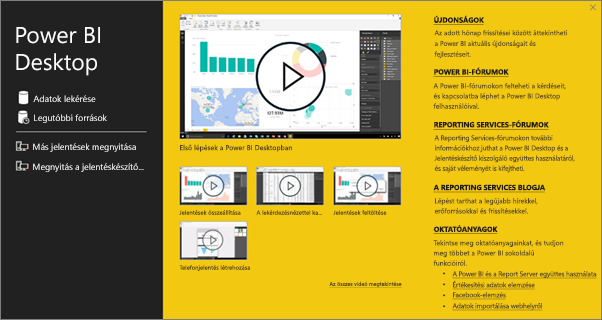 Power BI
Desktop
Adatok lekérése
Legutóbbi források
Más jelentések megnyitása
Megnyitás a jelentéskészítő...
Első lépések a Power BI Desktopban
Jelentések összeállítása
A lekérdezésnézettel ka...
Jelentések feltöltése
Telefonjelentés létrehozása
Az összes videó megtekintése
ÚJDONSÁGOK
Az adott hónap frissítései között áttekintheti
a Power BI aktuális újdonságait és
fejlesztéseit.
POWER BI-FÓRUMOK
A Power BI-fórumokon felteheti a kérdéseit,
és kapcsolatba léphet a Power BI Desktop
felhasználóival.
REPORTING SERVICES-FÓRUMOK
A Reporting Services-fórumokon további
információkhoz juthat a Power BI Desktop és a
Jelentéskészítő kiszolgáló együttes használatáról,
és saját véleményét is kifejtheti.
A REPORTING SERVICES BLOGJA
Lépést tarthat a legújabb hírekkel,
erőforrásokkal és frissítésekkel.
OKTATÓANYAGOK
Tekintse meg oktatóanyagainkat, és tudjon
meg többet a Power BI sokoldalú
funkcióiról.
• A Power BI és a Report Server együttes használata
• Értékesítési adatok elemzése
• Facebook-elemzés
• Adatok importálása webhelyről